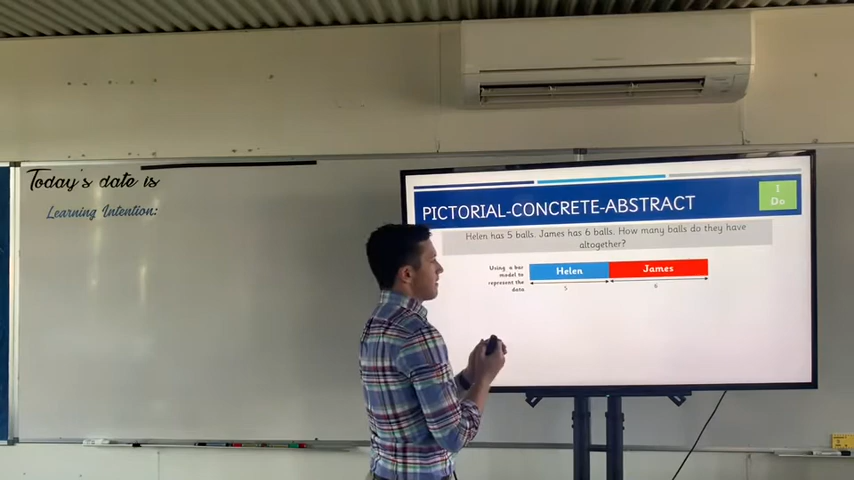 Today's date is
Learning Intention:
PICTORIAL-CONCRETE-ABSTRACT
I
Do
Helen has 5 balls. James has 6 balls. How many balls do they have
altogether?
Using a bar
model to
represent the
data
Helen
James
5
6